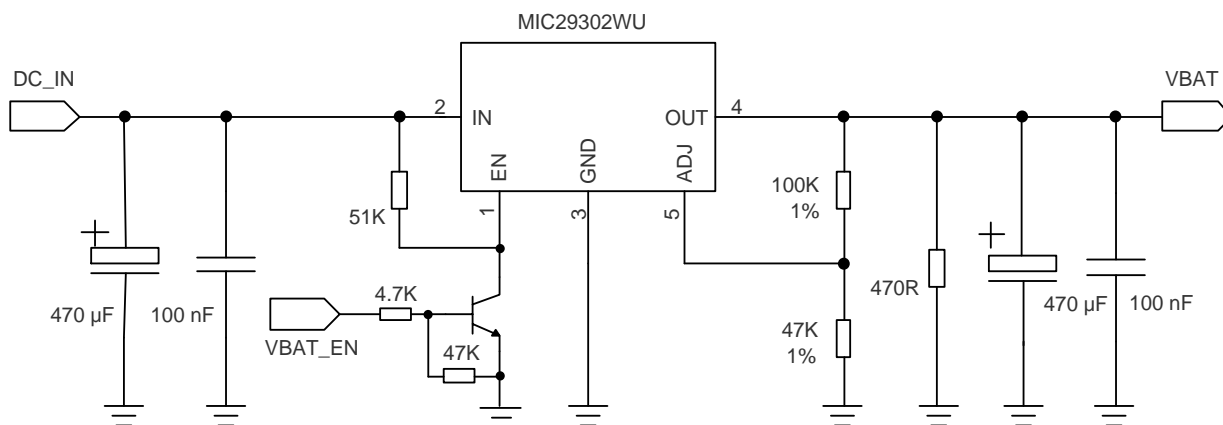 MIC29302WU
DC_IN
VBAT
2
IN
OUT
4
EN
GND
ADJ
1
3
5
51K
100K
1%
470 µF
100 nF
4.7K
VBAT_EN
47K
470R
47K
1%
470 µF
100 nF